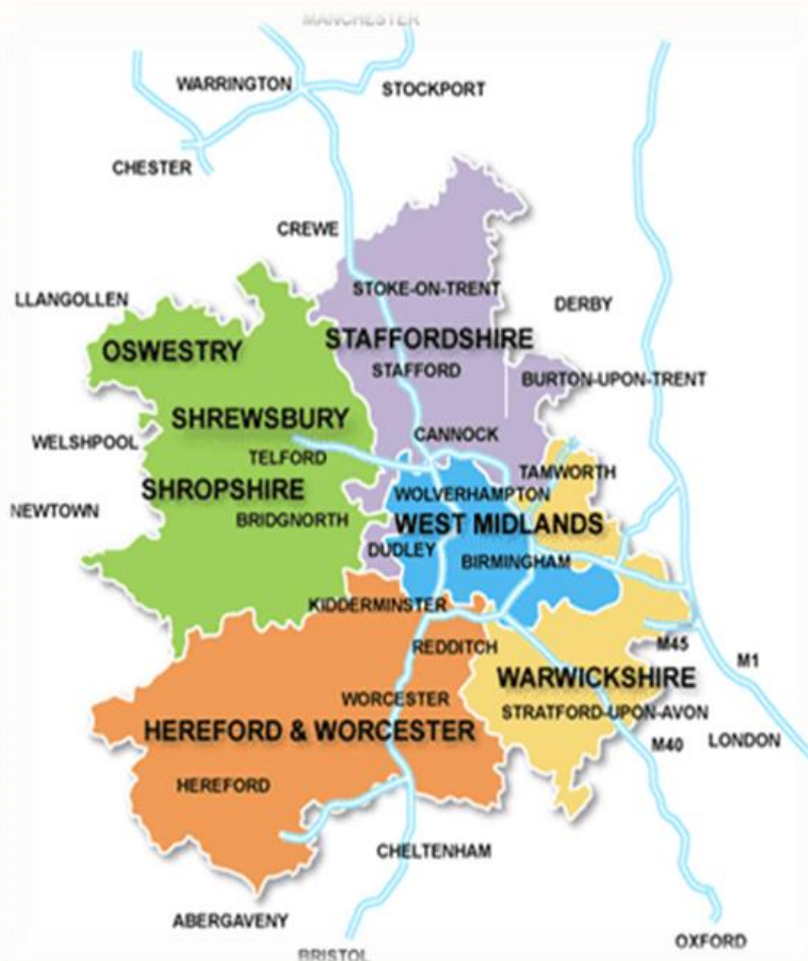 MANCHESTER
WARRINGTON
STOCKPORT
CHESTER
CREWE
LLANGOLLEN
STOKE-ON-TRENT
DERBY
STAFFORDSHIRE
OSWESTRY
STAFFORD
BURTON-UPON-TRENT
SHREWSBURY
CANNOCK
WELSHPOOL
TELFORD
TAMWORTH
SHROPSHIRE
WOLVERHAMPTON
NEWTOWN
BRIDGNORTH
WEST MIDLANDS
DUDLEY
BIRMINGHAM
KIDDERMINSTER
REDDITCH
M45
M1
WARWICKSHIRE
WORCESTER
STRATFORD-UPON-AVON
HEREFORD & WORCESTER
M40
LONDON
HEREFORD
CHELTENHAM
ABERGAVENY
OXFORD
BRISTOL